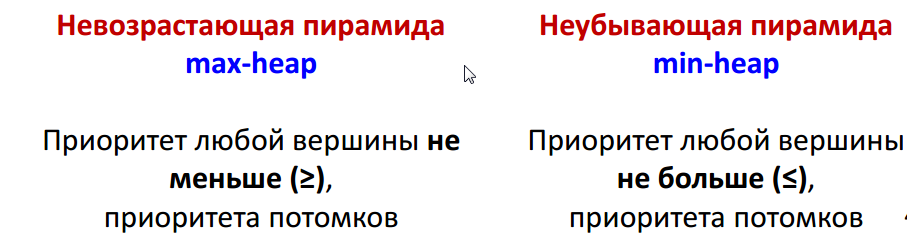 Невозрастающая пирамида
max-heap
Приоритет любой вершины не
меньше (≥),
приоритета потомков
Неубывающая пирамида
min-heap
Приоритет любой вершины
не больше (≤),
приоритета потомков